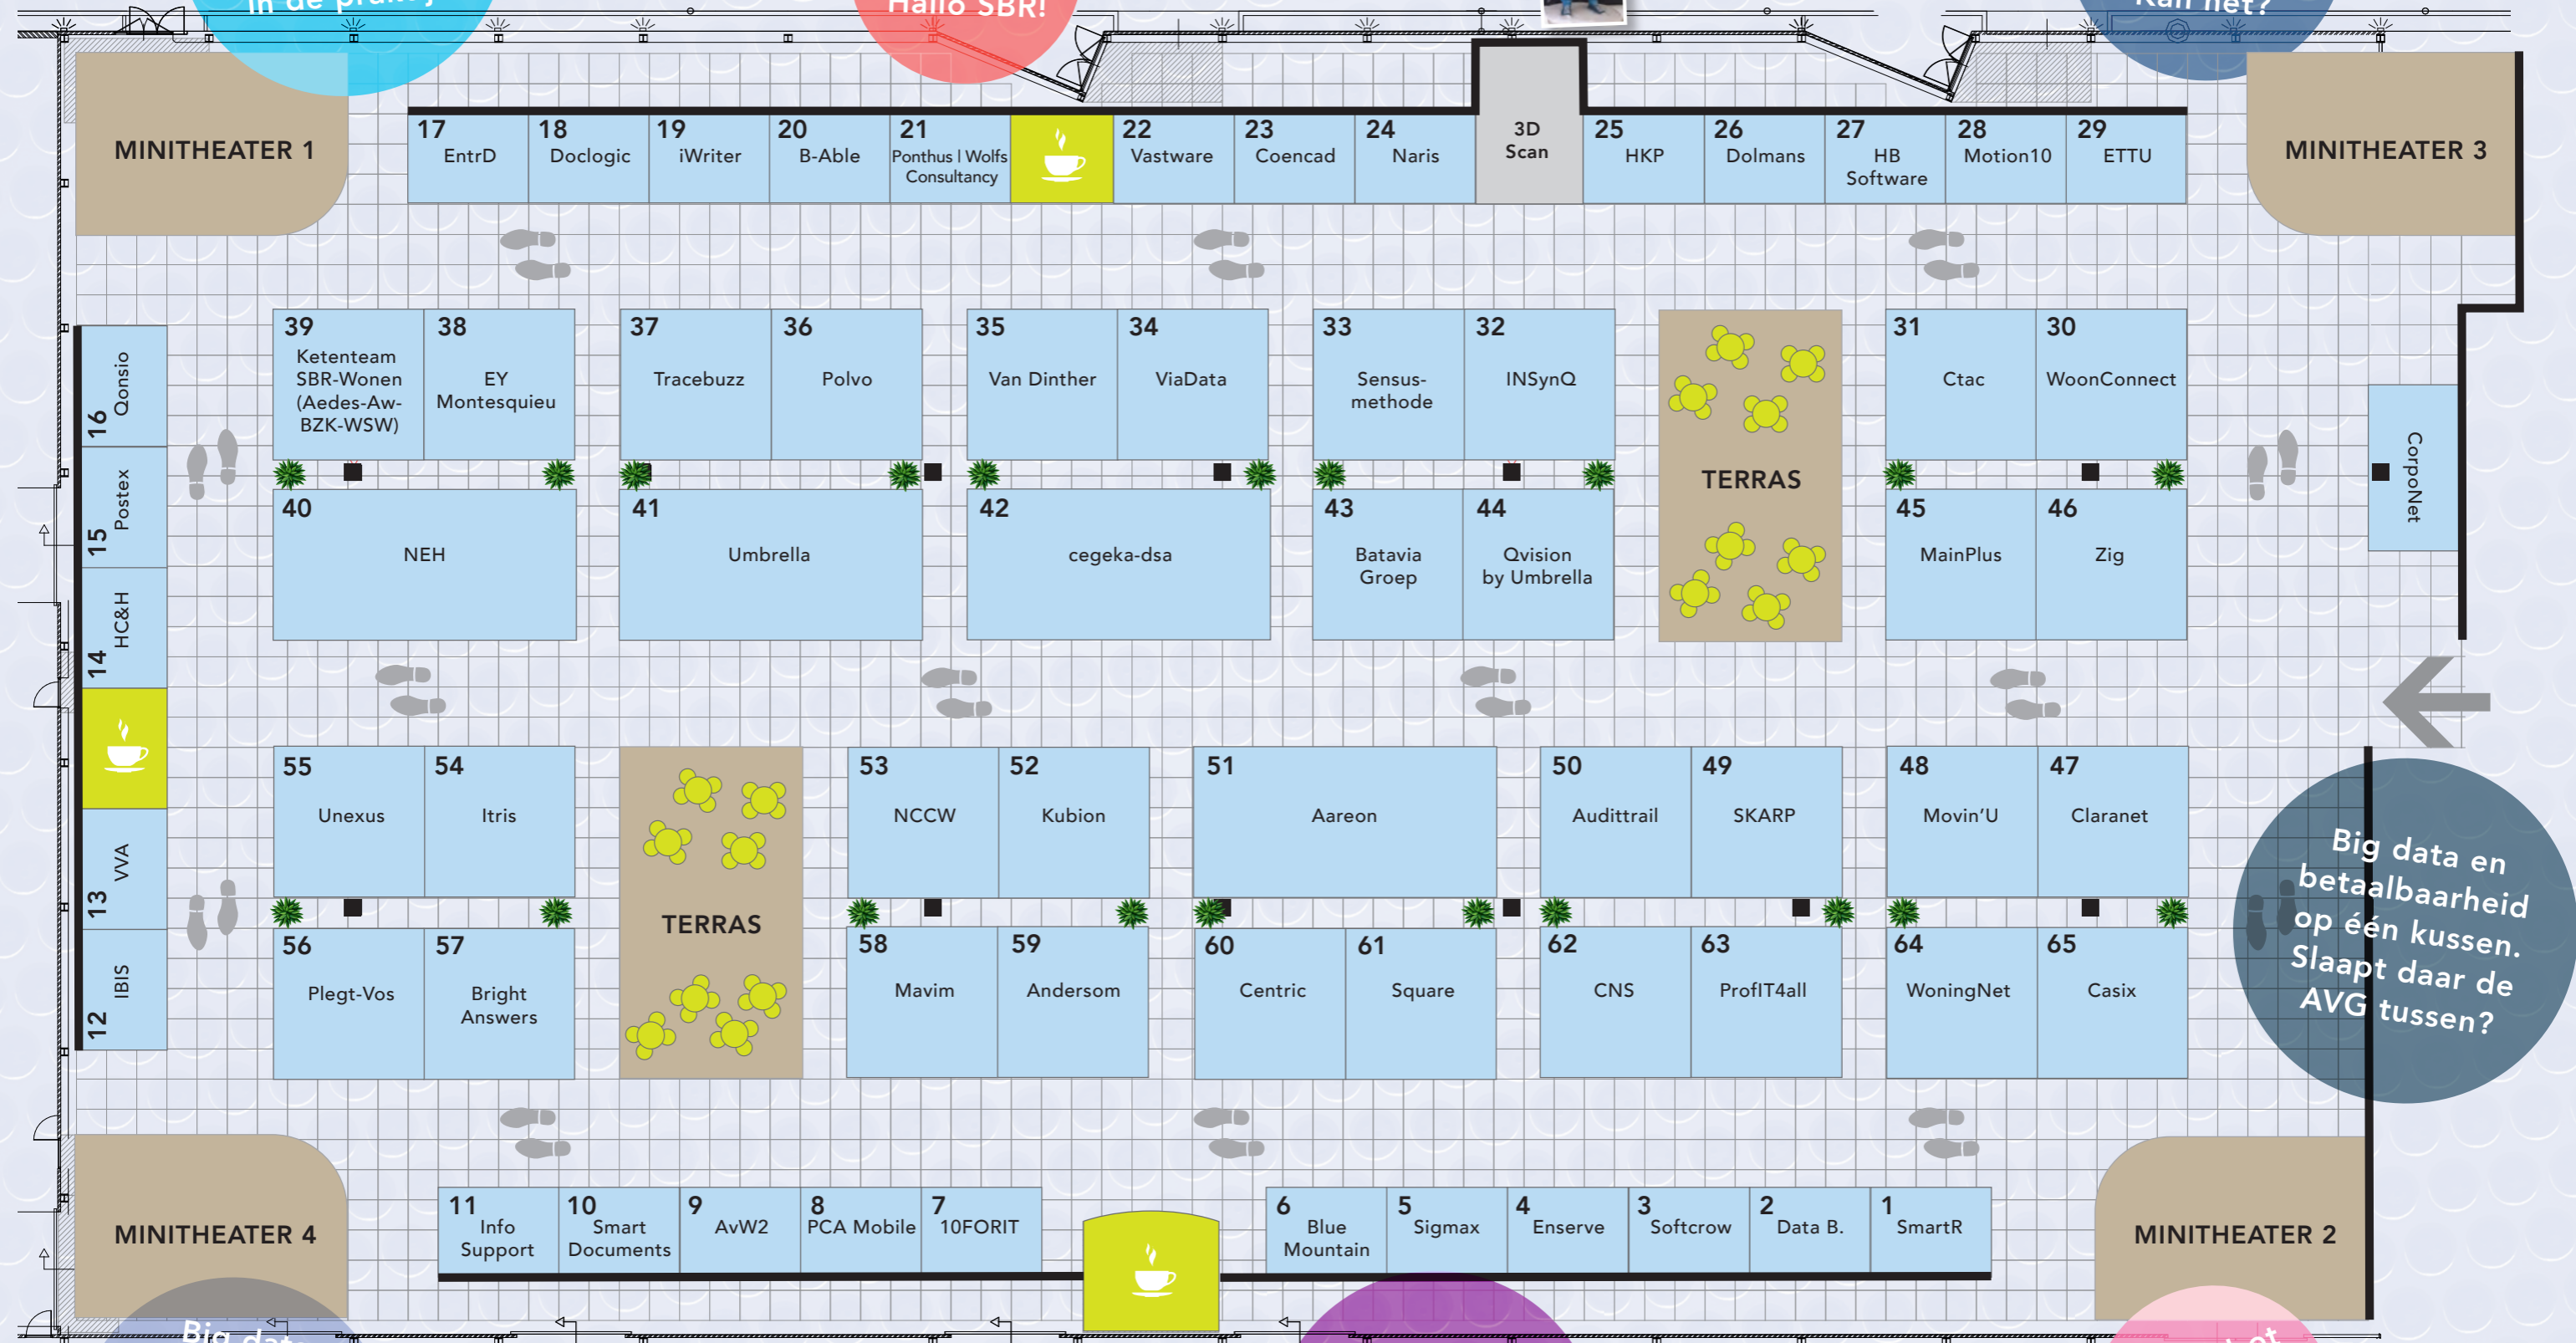 in de praktij
Hallo SBR!
Kan het?
MINITHEATER 1
17
EntrD
18
Doclogic
19
iWriter
20
B-Able
21
Ponthus | Wolfs
Consultancy
22
Vastware
23
Coencad
24
Naris
3D
Scan
25
HKP
26
Dolmans
27
HB
Software
28
Motion10
29
ETTU
MINITHEATER 3
16
Qonsio
15
Postex
14
HC&H
13
VVA
12
IBIS
39
Ketenteam
SBR-Wonen
(Aedes-Aw-
BZK-WSW)
38
EY
Montesquieu
37
Tracebuzz
36
Polvo
35
Van Dinther
34
ViaData
33
Sensus-
methode
32
INSynQ
TERRAS
31
Ctac
30
WoonConnect
CorpoNet
40
NEH
41
Umbrella
42
cegeka-dsa
43
Batavia
Groep
44
Qvision
by Umbrella
45
MainPlus
46
Zig
55
Unexus
54
Itris
TERRAS
53
NCCW
52
Kubion
51
Aareon
50
Audittrail
49
SKARP
48
Movin'U
47
Claranet
Big data en
betaalbaarheid
op één kussen.
Slaapt daar de
AVG tussen?
56
Plegt-Vos
57
Bright
Answers
58
Mavim
59
Andersom
60
Centric
61
Square
62
CNS
63
ProfIT4all
64
WoningNet
65
Casix
MINITHEATER 4
11
Info
Support
10
Smart
Documents
9
AvW2
8
PCA Mobile
7
10FORIT
6
Blue
Mountain
5
Sigmax
4
Enserve
3
Softcrow
2
Data B.
1
SmartR
MINITHEATER 2
Big data